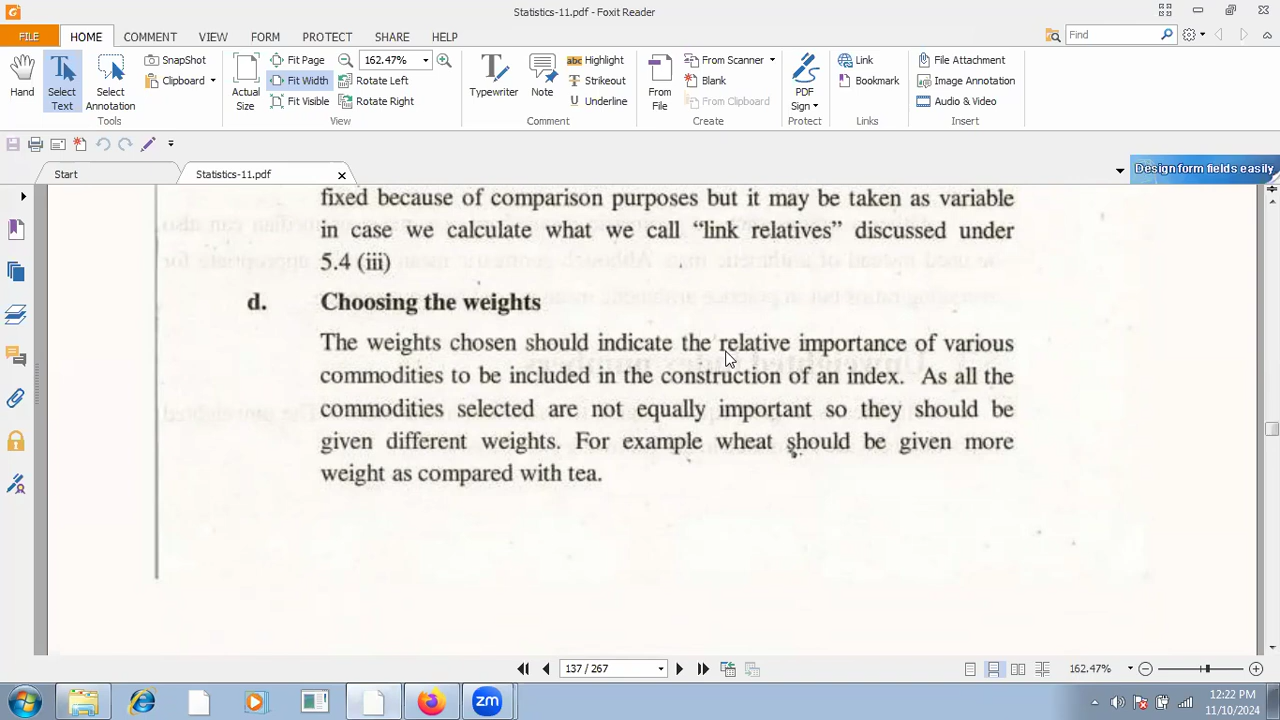 Statistics-11.pdf - Foxit Reader
FILE HOME COMMENT VIEW FORM PROTECT SHARE HELP
Find
Hand
Select Text
Select Annotation
SnapShot
Clipboard
Tools
Actual Size
Fit Page
Fit Width
Fit Visible
162.47%
Rotate Left
Rotate Right
View
Typewriter
Note
abc Highlight
abc Strikeout
U Underline
Comment
From File
From Scanner
Blank
From Clipboard
Create
PDF Sign
Protect
Link
Bookmark
Links
File Attachment
Image Annotation
Audio & Video
Insert
Start
Statistics-11.pdf
Design form fields easily
fixed because of comparison purposes but it may be taken as variable
in case we calculate what we call “link relatives” discussed under
5.4 (iii)
d. Choosing the weights
The weights chosen should indicate the relative importance of various
commodities to be included in the construction of an index. As all the
commodities selected are not equally important so they should be
given different weights. For example wheat should be given more
weight as compared with tea.
137 / 267
162.47%
zm
12:22 PM
11/10/2024